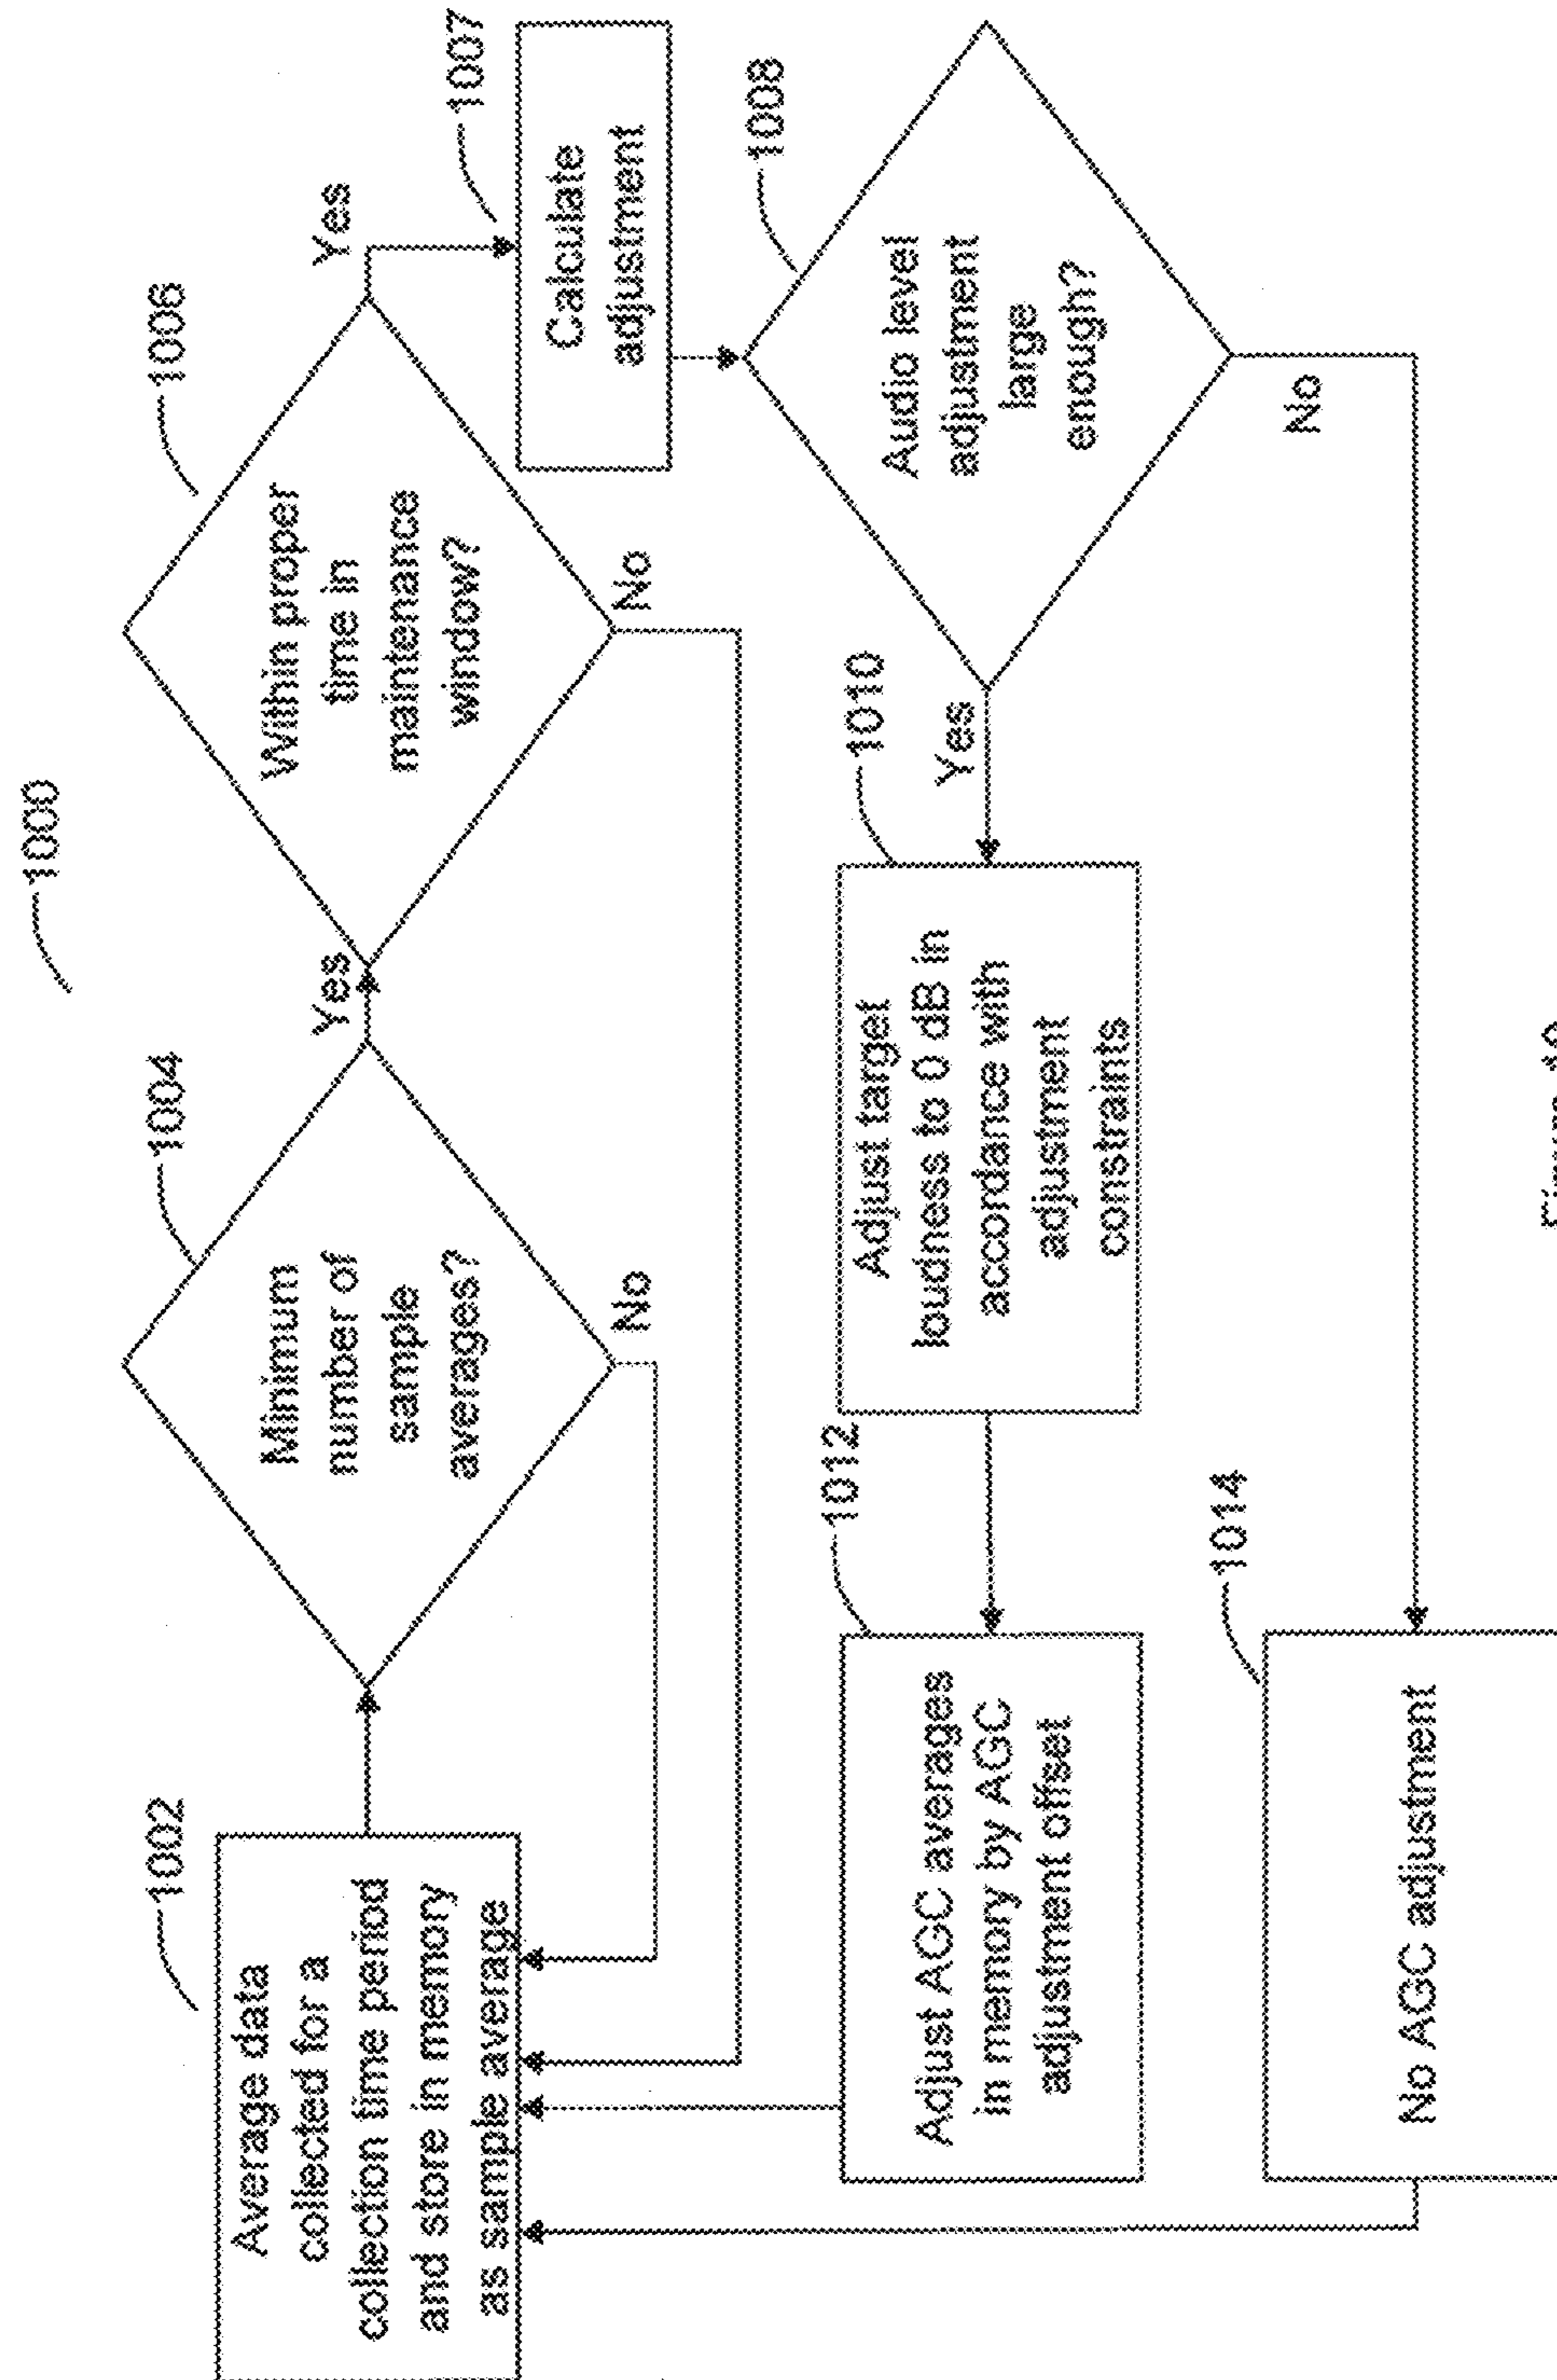 1000
1002
Average data
collected for a
collection time period
and store in memory
as sample average
1004
Minimum
number of
sample
averages?
Yes
No
1006
Within proper
time in
maintenance
window?
Yes
No
1007
Calculate
adjustment
1008
Audio level
adjustment
large
enough?
Yes
No
1010
Adjust target
loudness to 0 dB in
accordance with
adjustment
constraints
1012
Adjust AGC averages
in memory by AGC
adjustment offset
1014
No AGC adjustment